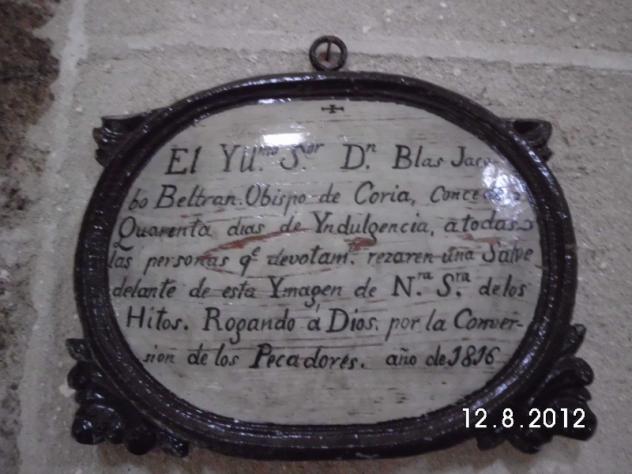 ✝
El Yll.mo S.or D.n Blas Jaco-
bo Beltran. Obispo de Coria, Concede
Quarenta dias de Yndulgencia, a todas
las personas q.e devotam.te rezaren una Salve
delante de esta Ymagen de N.ra S.ra de los
Hitos. Rogando á Dios. por la Conver-
sion de los Pecadores. año de 1816
12.8.2012